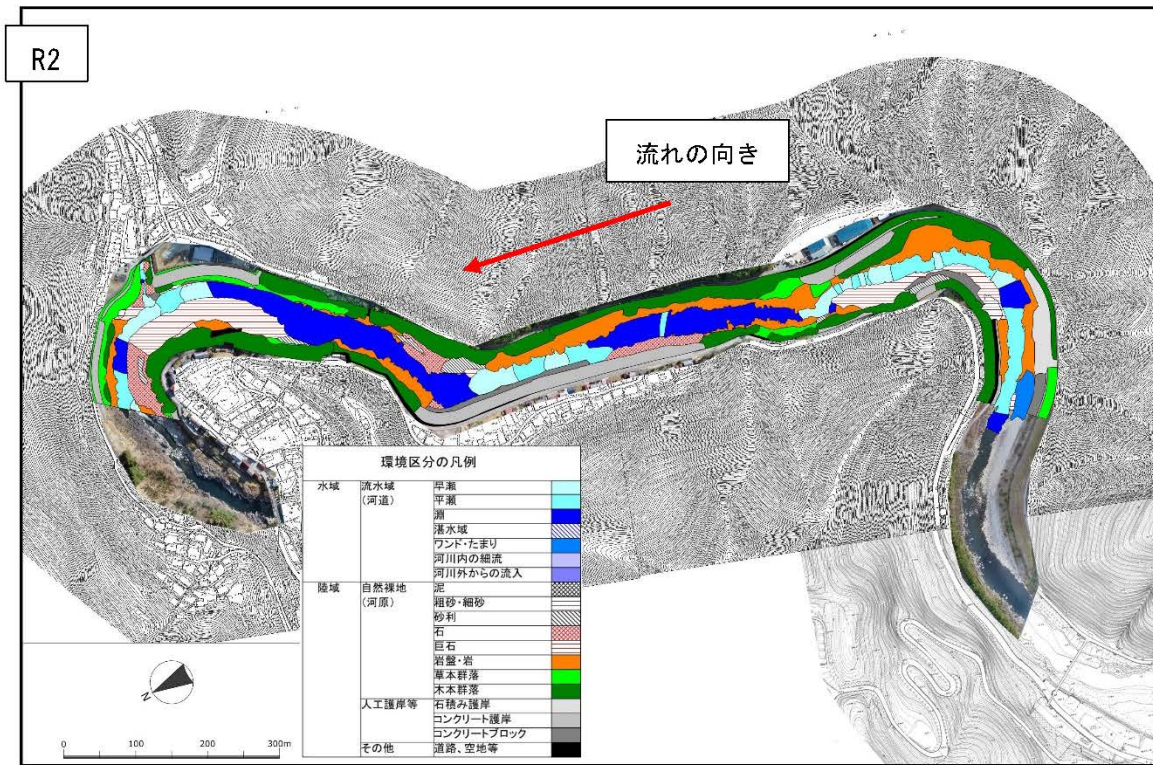 R2
流れの向き
環境区分の凡例
水域 流水域 早瀬
(河道) 平瀬
淵
湛水域
ワンド・たまり
河川内の細流
河川外からの流入
陸域 自然裸地 泥
(河原) 粗砂・細砂
砂利
石
巨石
岩盤・岩
草本群落
木本群落
人工護岸等 石積み護岸
コンクリート護岸
コンクリートブロック
その他 道路、空地等
N
0 100 200 300m